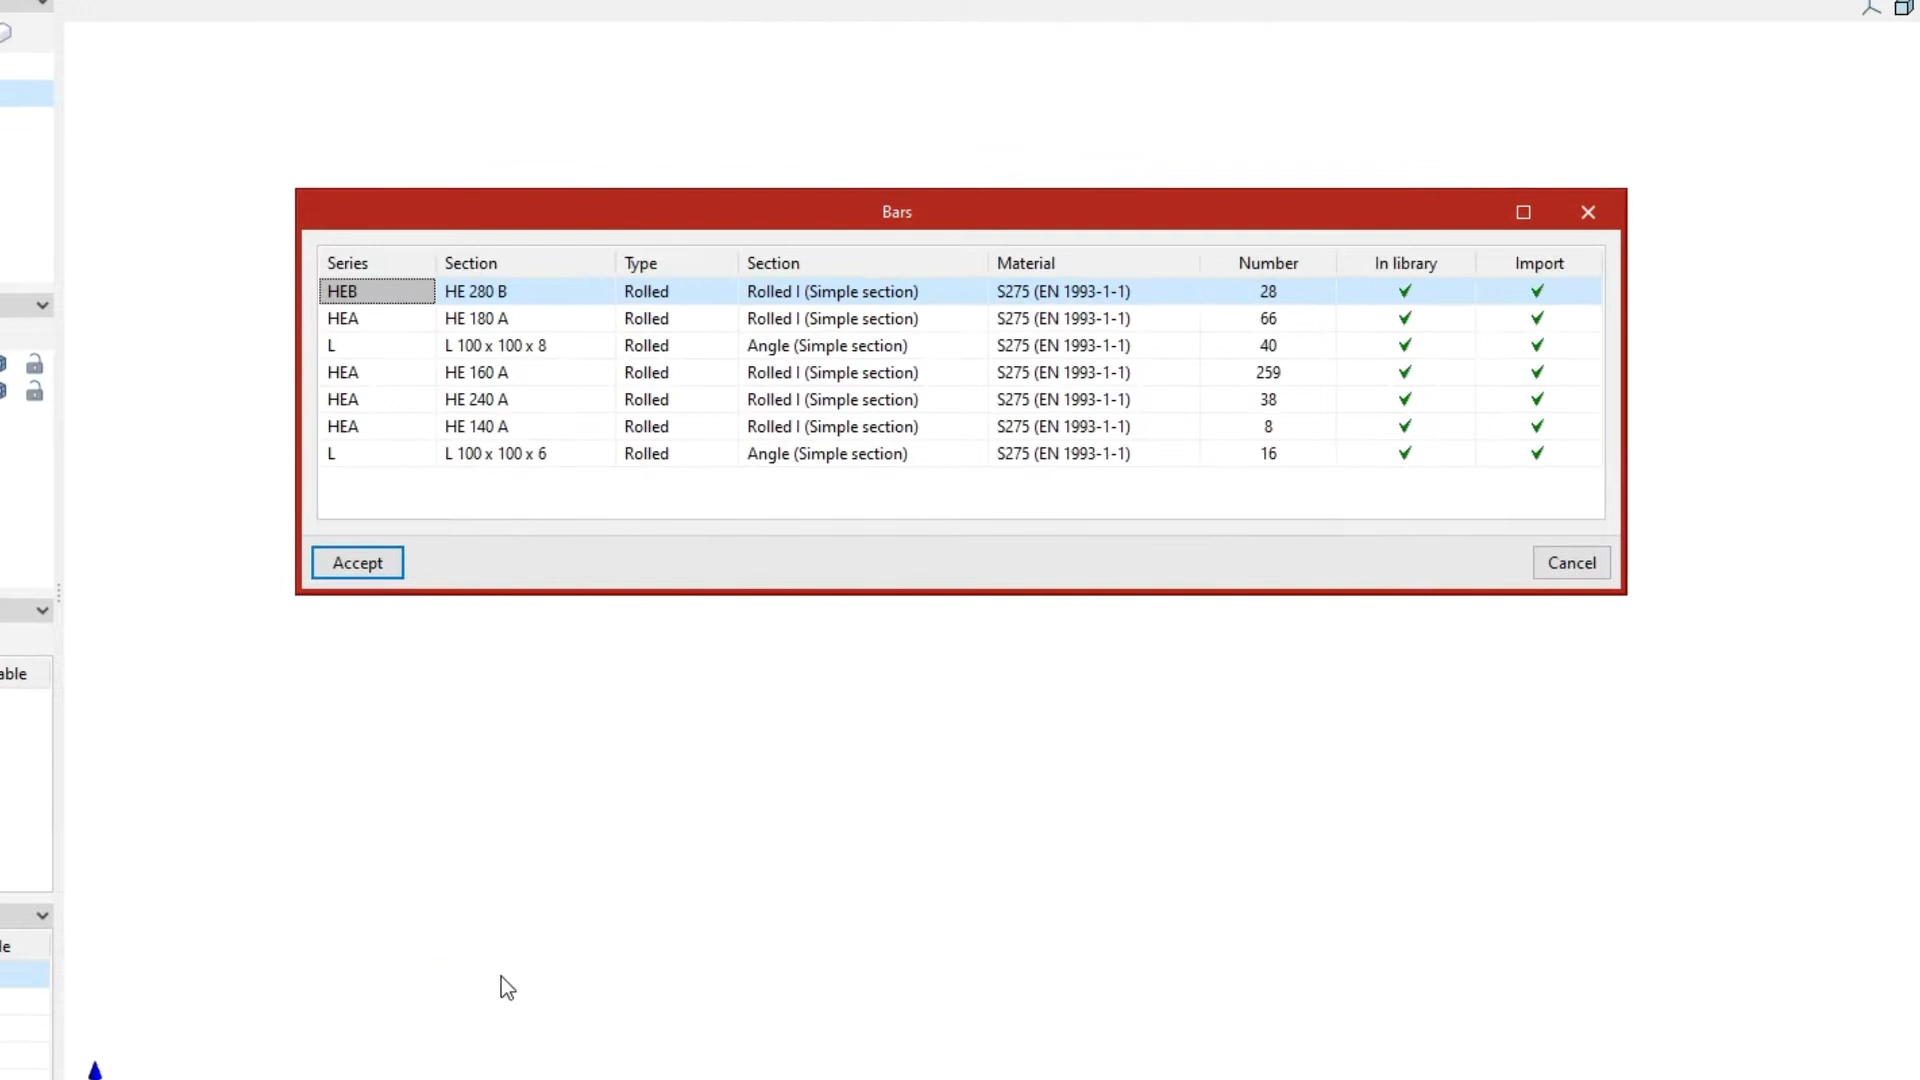 Bars
Series Section Type Section Material Number In library Import
HEB HE 280 B Rolled Rolled I (Simple section) S275 (EN 1993-1-1) 28
HEA HE 180 A Rolled Rolled I (Simple section) S275 (EN 1993-1-1) 66
L L 100 x 100 x 8 Rolled Angle (Simple section) S275 (EN 1993-1-1) 40
HEA HE 160 A Rolled Rolled I (Simple section) S275 (EN 1993-1-1) 259
HEA HE 240 A Rolled Rolled I (Simple section) S275 (EN 1993-1-1) 38
HEA HE 140 A Rolled Rolled I (Simple section) S275 (EN 1993-1-1) 8
L L 100 x 100 x 6 Rolled Angle (Simple section) S275 (EN 1993-1-1) 16
Accept Cancel
able
le